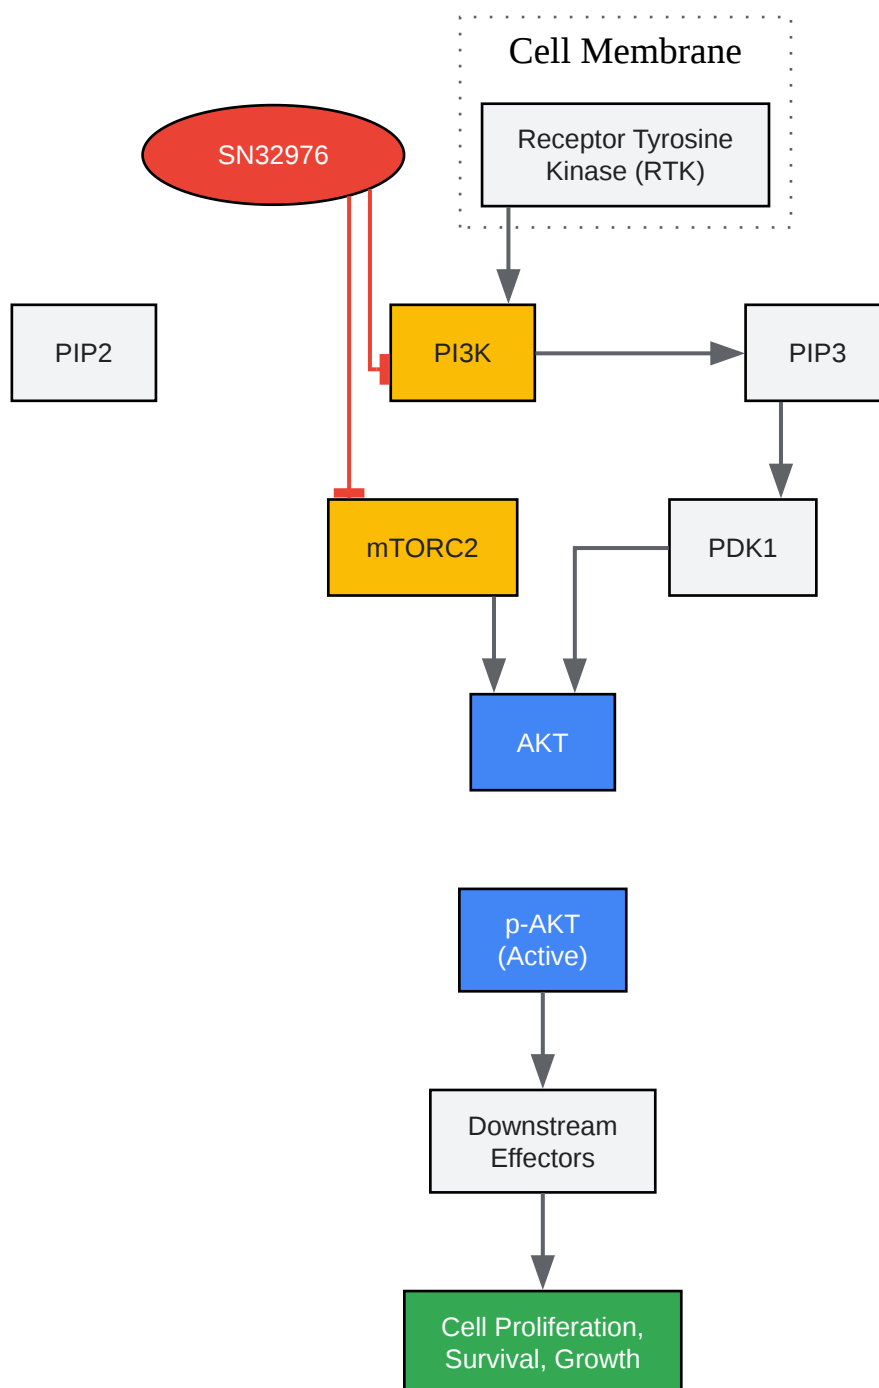 Cell Membrane
SN32976
Receptor Tyrosine
Kinase (RTK)
PIP2
PI3K
PIP3
mTORC2
PDK1
AKT
p-AKT
(Active)
Downstream
Effectors
Cell Proliferation,
Survival, Growth